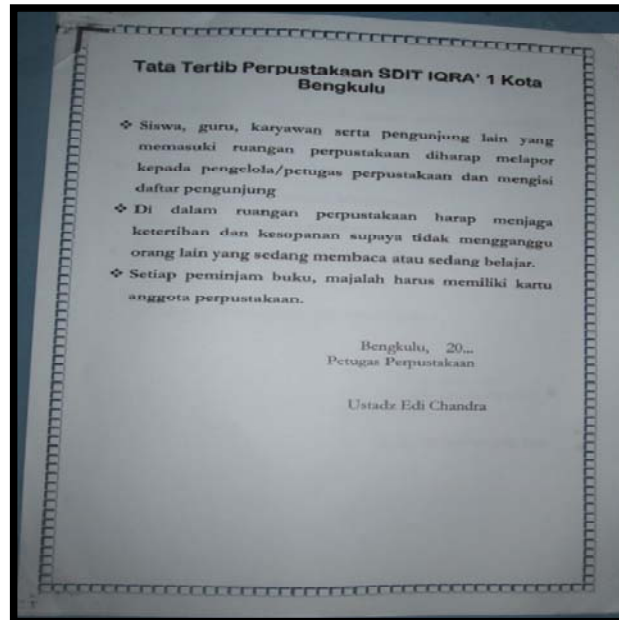 Tata Tertib Perpustakaan SDIT IQRA' 1 Kota
Bengkulu
❖ Siswa, guru, karyawan serta pengunjung lain yang
memasuki ruangan perpustakaan diharap melapor
kepada pengelola/petugas perpustakaan dan mengisi
daftar pengunjung
❖ Di dalam ruangan perpustakaan harap menjaga
ketertiban dan kesopanan supaya tidak mengganggu
orang lain yang sedang membaca atau sedang belajar.
❖ Setiap peminjam buku, majalah harus memiliki kartu
anggota perpustakaan.
Bengkulu, 20...
Petugas Perpustakaan
Ustadz Edi Chandra